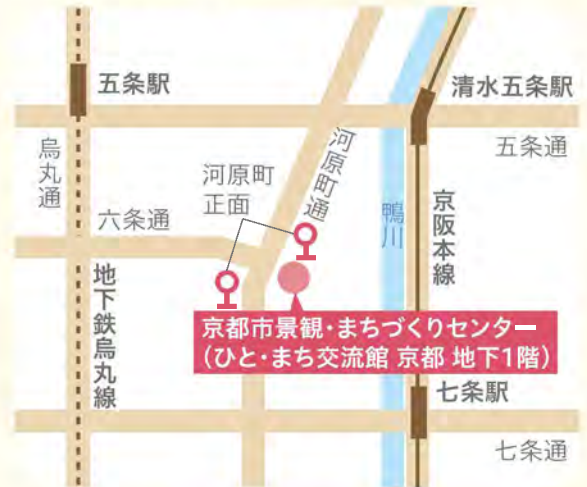 五条駅
清水五条駅
五条通
烏丸通
河原町
正面
河原町通
六条通
鴨川
京阪本線
地下鉄烏丸線
京都市景観・まちづくりセンター
(ひと・まち交流館 京都 地下1階)
七条駅
七条通